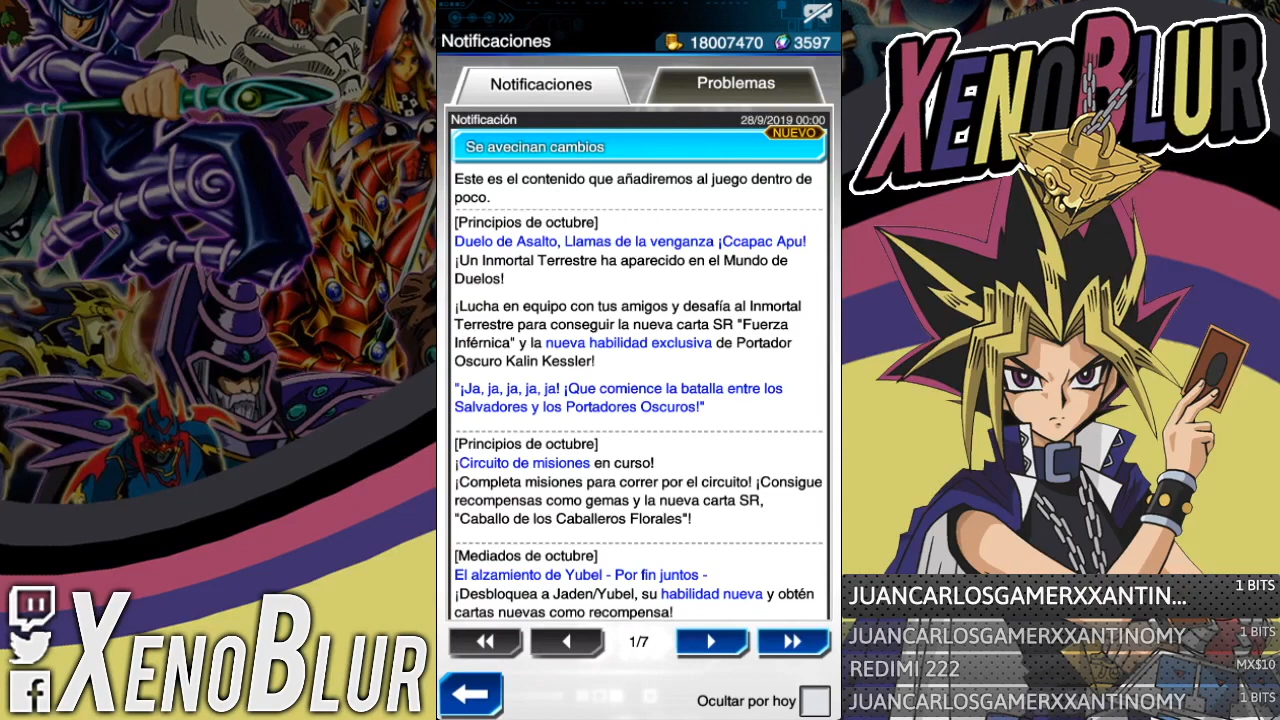 Notificaciones
18007470
3597
Notificaciones
Problemas
Notificación
28/9/2019 00:00
NUEVO
Se avecinan cambios
Este es el contenido que añadiremos al juego dentro de
poco.
[Principios de octubre]
Duelo de Asalto, Llamas de la venganza ¡Ccapac Apu!
¡Un Inmortal Terrestre ha aparecido en el Mundo de
Duelos!
¡Lucha en equipo con tus amigos y desafía al Inmortal
Terrestre para conseguir la nueva carta SR "Fuerza
Inférnica" y la nueva habilidad exclusiva de Portador
Oscuro Kalin Kessler!
"¡Ja, ja, ja, ja, ja! ¡Que comience la batalla entre los
Salvadores y los Portadores Oscuros!"
[Principios de octubre]
¡Circuito de misiones en curso!
¡Completa misiones para correr por el circuito! ¡Consigue
recompensas como gemas y la nueva carta SR,
"Caballo de los Caballeros Florales"!
[Mediados de octubre]
El alzamiento de Yubel - Por fin juntos -
¡Desbloquea a Jaden/Yubel, su habilidad nueva y obtén
cartas nuevas como recompensa!
1/7
Ocultar por hoy
XENOBLUR
XENOBLUR
JUANCARLOSGAMERXXANTIN... 1 BITS
JUANCARLOSGAMERXXANTINOMY 1 BITS
REDIMI 222 MX$10
JUANCARLOSGAMERXXANTINOMY 1 BITS